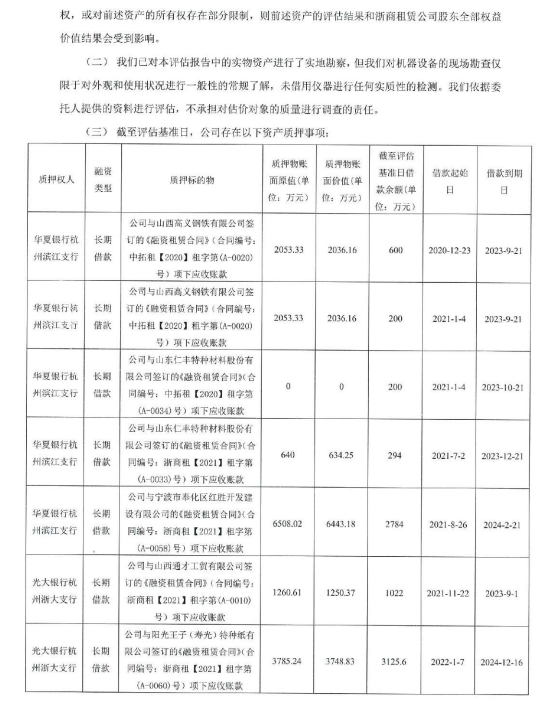 权，或对前述资产的所有权存在部分限制，则前述资产的评估结果和浙商租赁公司股东全部权益
价值结果会受到影响。
（二）我们已对本评估报告中的实物资产进行了实地勘察，但我们对机器设备的现场勘查仅
限于对外观和使用状况进行一般性的常规了解，未借用仪器进行任何实质性的检测。我们依据委
托人提供的资料进行评估，不承担对估价对象的质量进行调查的责任。
（三）截至评估基准日，公司存在以下资产质押事项：
质押权人 融资类型 质押标的物 质押物账面原值(单位：万元) 质押物账面价值(单位：万元) 截至评估基准日借款余额(单位：万元) 借款起始日 借款到期日
华夏银行杭州滨江支行 长期借款 公司与山西高义钢铁有限公司签订的《融资租赁合同》（合同编号：中拓租【2020】租字第(A-0020)号）项下应收账款 2053.33 2036.16 600 2020-12-23 2023-9-21
华夏银行杭州滨江支行 长期借款 公司与山西高义钢铁有限公司签订的《融资租赁合同》（合同编号：中拓租【2020】租字第(A-0020)号）项下应收账款 2053.33 2036.16 200 2021-1-4 2023-9-21
华夏银行杭州滨江支行 长期借款 公司与山东仁丰特种材料股份有限公司签订的《融资租赁合同》（合同编号：中拓租【2020】租字第(A-0034)号）项下应收账款 0 0 200 2021-1-4 2023-10-21
华夏银行杭州滨江支行 长期借款 公司与山东仁丰特种材料股份有限公司签订的《融资租赁合同》（合同编号：浙商租【2021】租字第(A-0033)号）项下应收账款 640 634.25 294 2021-7-2 2023-12-21
华夏银行杭州滨江支行 长期借款 公司与宁波市奉化区红胜开发建设有限公司的《融资租赁合同》（合同编号：浙商租【2021】租字第(A-0058)号）项下应收账款 6508.02 6443.18 2784 2021-8-26 2024-2-21
光大银行杭州浙大支行 长期借款 公司与山西通才工贸有限公司签订的《融资租赁合同》（合同编号：浙商租【2021】租字第(A-0010)号）项下应收账款 1260.61 1250.37 1022 2021-11-22 2023-9-1
光大银行杭州浙大支行 长期借款 公司与阳光王子（寿光）特种纸有限公司签订的《融资租赁合同》（合同编号：浙商租【2021】租字第(A-0060)号）项下应收账款 3785.24 3748.83 3125.6 2022-1-7 2024-12-16